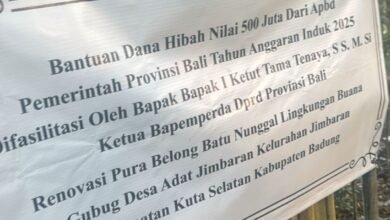 Bantuan Dana Hibah Nilai 500 Juta Dari Apbd
Pemerintah Provinsi Bali Tahun Anggaran Induk 2025
Difasilitasi Oleh Bapak Bapak I Ketut Tama Tenaya, S S. M. Si
Ketua Bapemperda Dprd Proviasi Bali
Renovasi Pura Belong Batu Nunggal Lingkungan Buana
Gubug Desa Adat Jimbaran Kelurahan Jimbaran
Kuta Selatan Kabupaten Badung